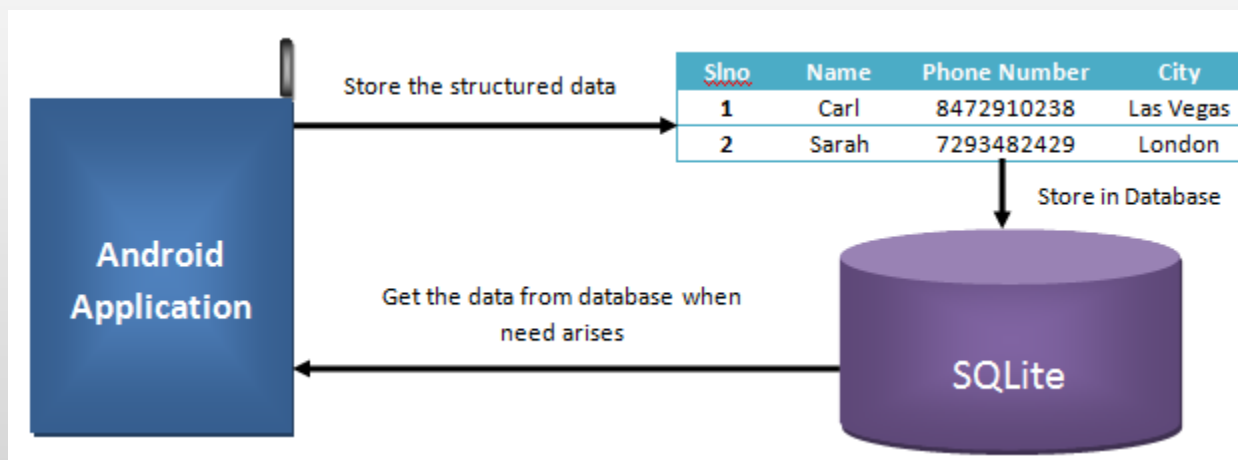 Store the structured data
Slno Name Phone Number City
1 Carl 8472910238 Las Vegas
2 Sarah 7293482429 London
Store in Database
Android
Application
Get the data from database when
need arises
SQLite